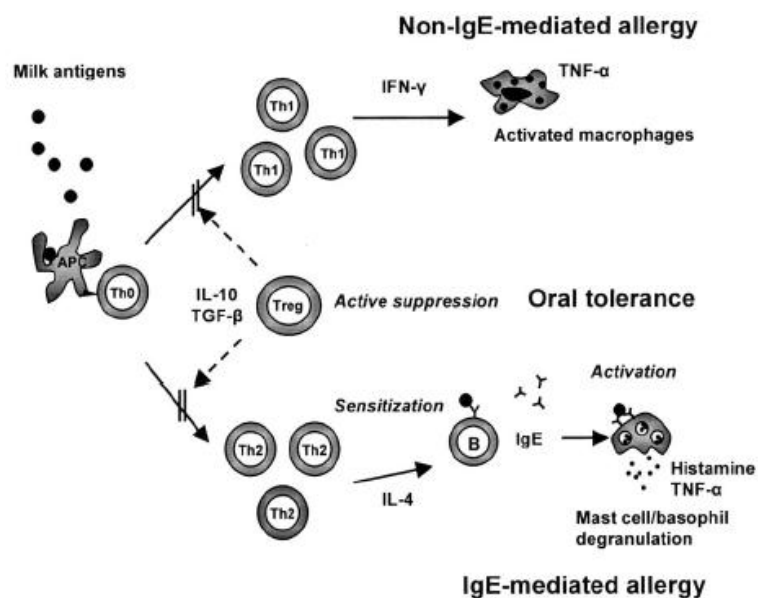 Non-IgE-mediated allergy
Milk antigens
IFN-γ
TNF-α
Activated macrophages
Th1
Th1
Th1
APC
Th0
IL-10
TGF-β
Treg
Active suppression
Oral tolerance
Sensitization
Activation
Th2
Th2
Th2
IL-4
B
IgE
Histamine
TNF-α
Mast cell/basophil
degranulation
IgE-mediated allergy